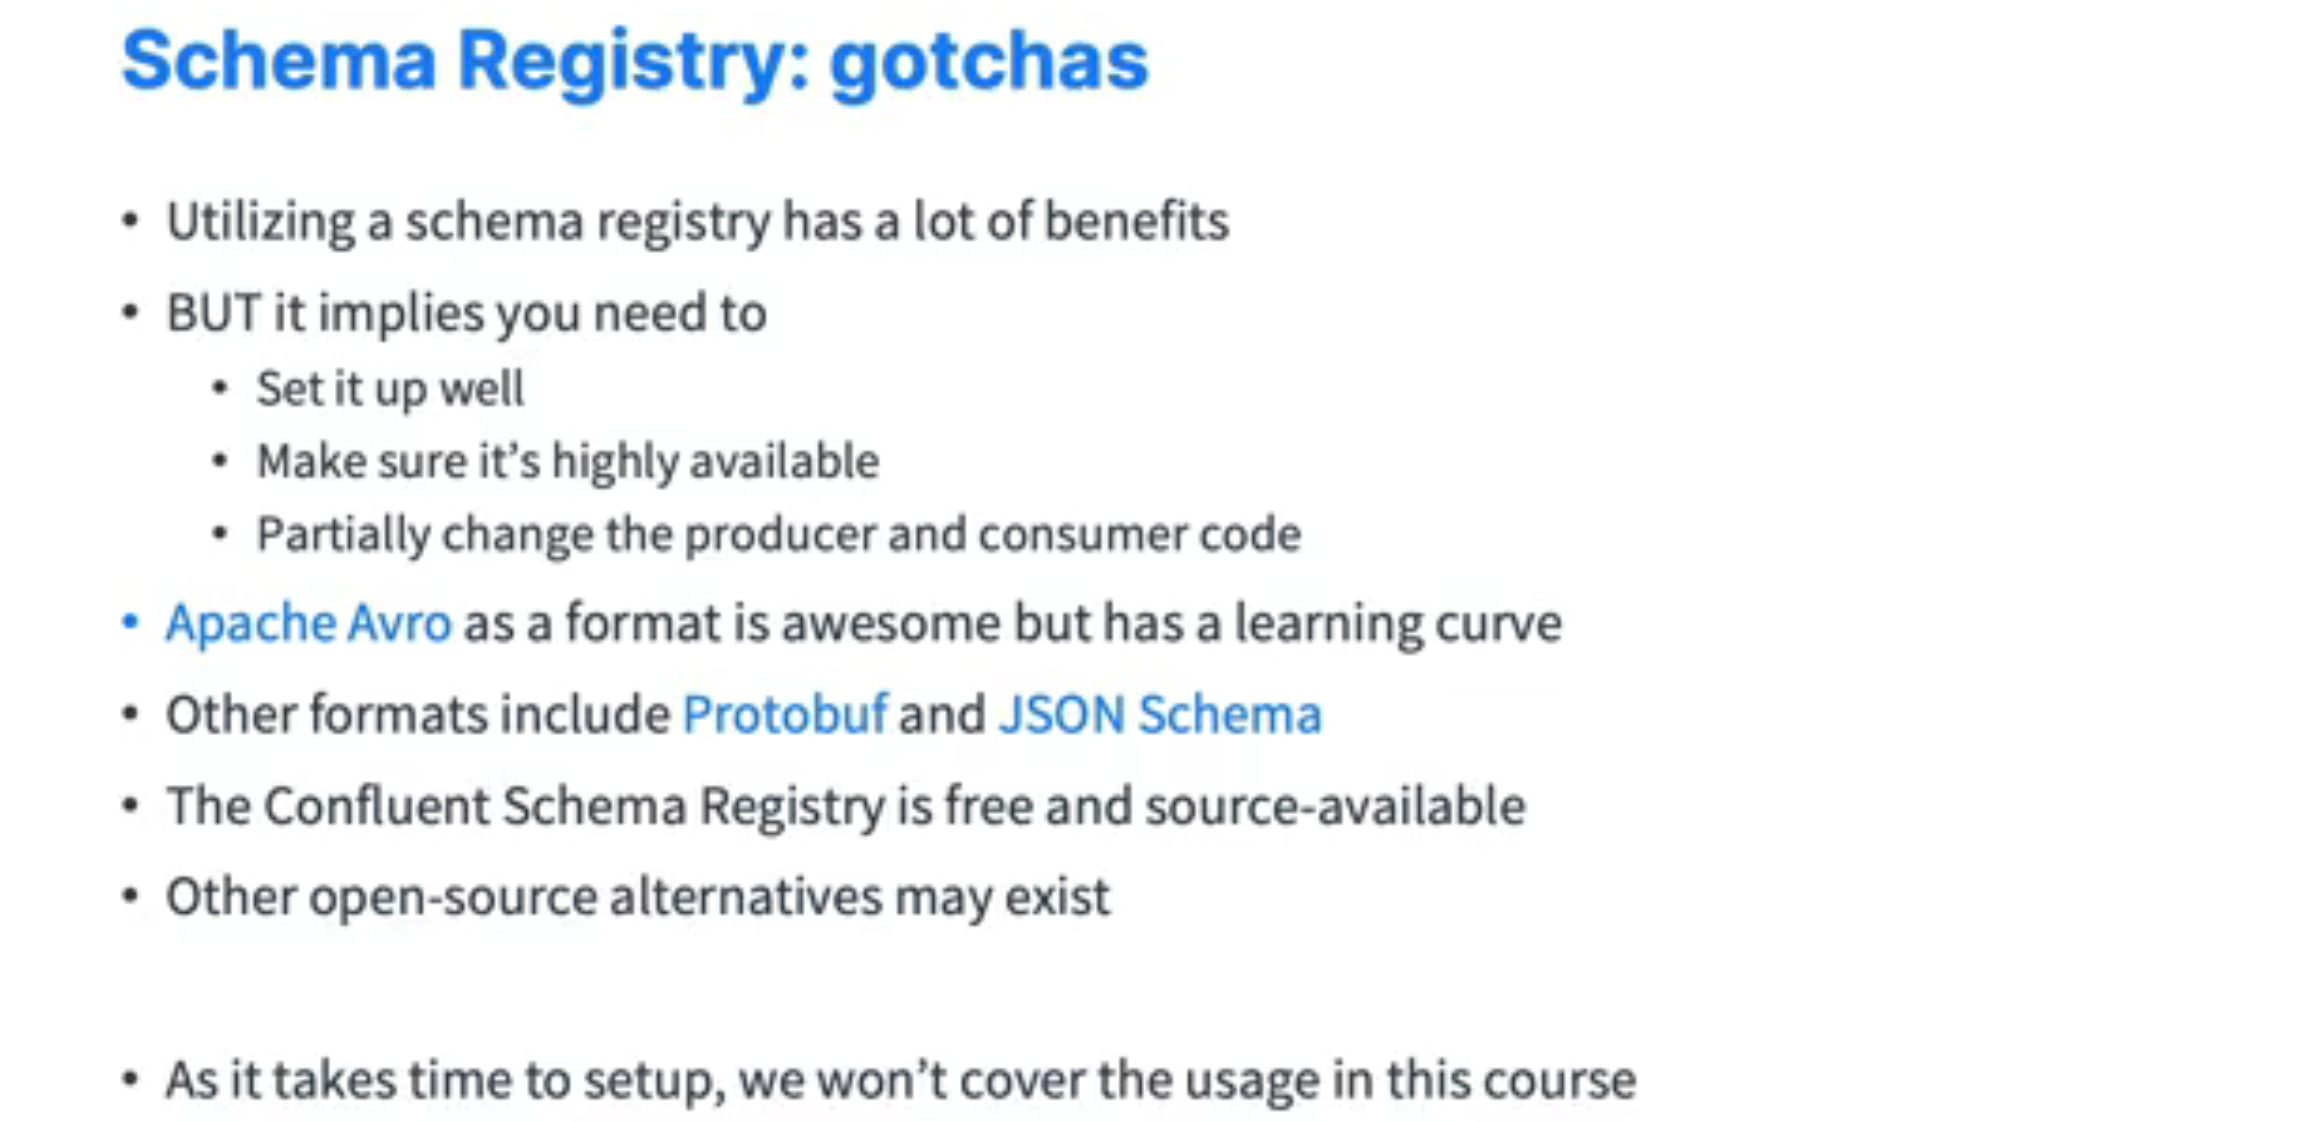 Schema Registry: gotchas
• Utilizing a schema registry has a lot of benefits
• BUT it implies you need to
• Set it up well
• Make sure it’s highly available
• Partially change the producer and consumer code
• Apache Avro as a format is awesome but has a learning curve
• Other formats include Protobuf and JSON Schema
• The Confluent Schema Registry is free and source-available
• Other open-source alternatives may exist
• As it takes time to setup, we won’t cover the usage in this course